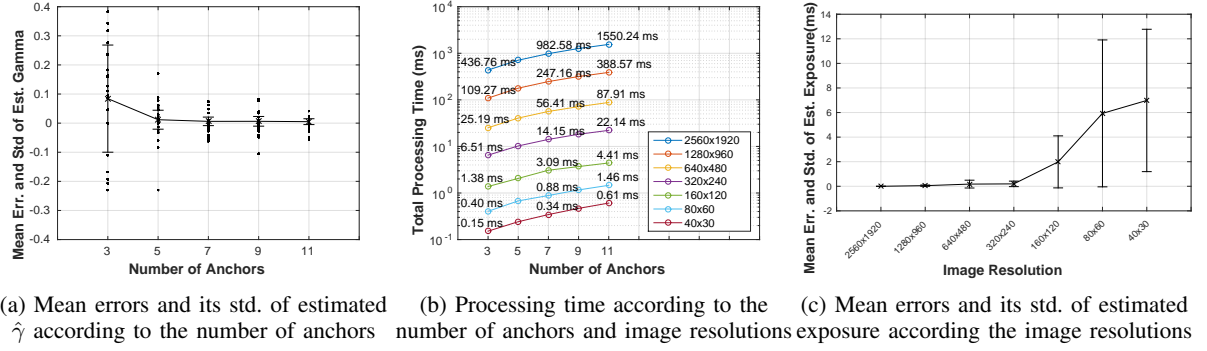 Mean Err. and Std of Est. Gamma
0.4
0.3
0.2
0.1
0
-0.1
-0.2
-0.3
-0.4
3 5 7 9 11
Number of Anchors
(a) Mean errors and its std. of estimated
γ̂ according to the number of anchors
Total Processing Time (ms)
10^4
10^3
10^2
10^1
10^0
10^-1
436.76 ms 982.58 ms 1550.24 ms
109.27 ms 247.16 ms 388.57 ms
25.19 ms 56.41 ms 87.91 ms
6.51 ms 14.15 ms 22.14 ms
1.38 ms 3.09 ms 4.41 ms
0.40 ms 0.88 ms 1.46 ms
0.15 ms 0.34 ms 0.61 ms
2560x1920
1280x960
640x480
320x240
160x120
80x60
40x30
3 5 7 9 11
Number of Anchors
(b) Processing time according to the
number of anchors and image resolutions
Mean Err. and Std. of Est. Exposure(ms)
14
12
10
8
6
4
2
0
-2
2560x1920
1280x960
640x480
320x240
160x120
80x60
40x30
Image Resolution
(c) Mean errors and its std. of estimated
exposure according the image resolutions